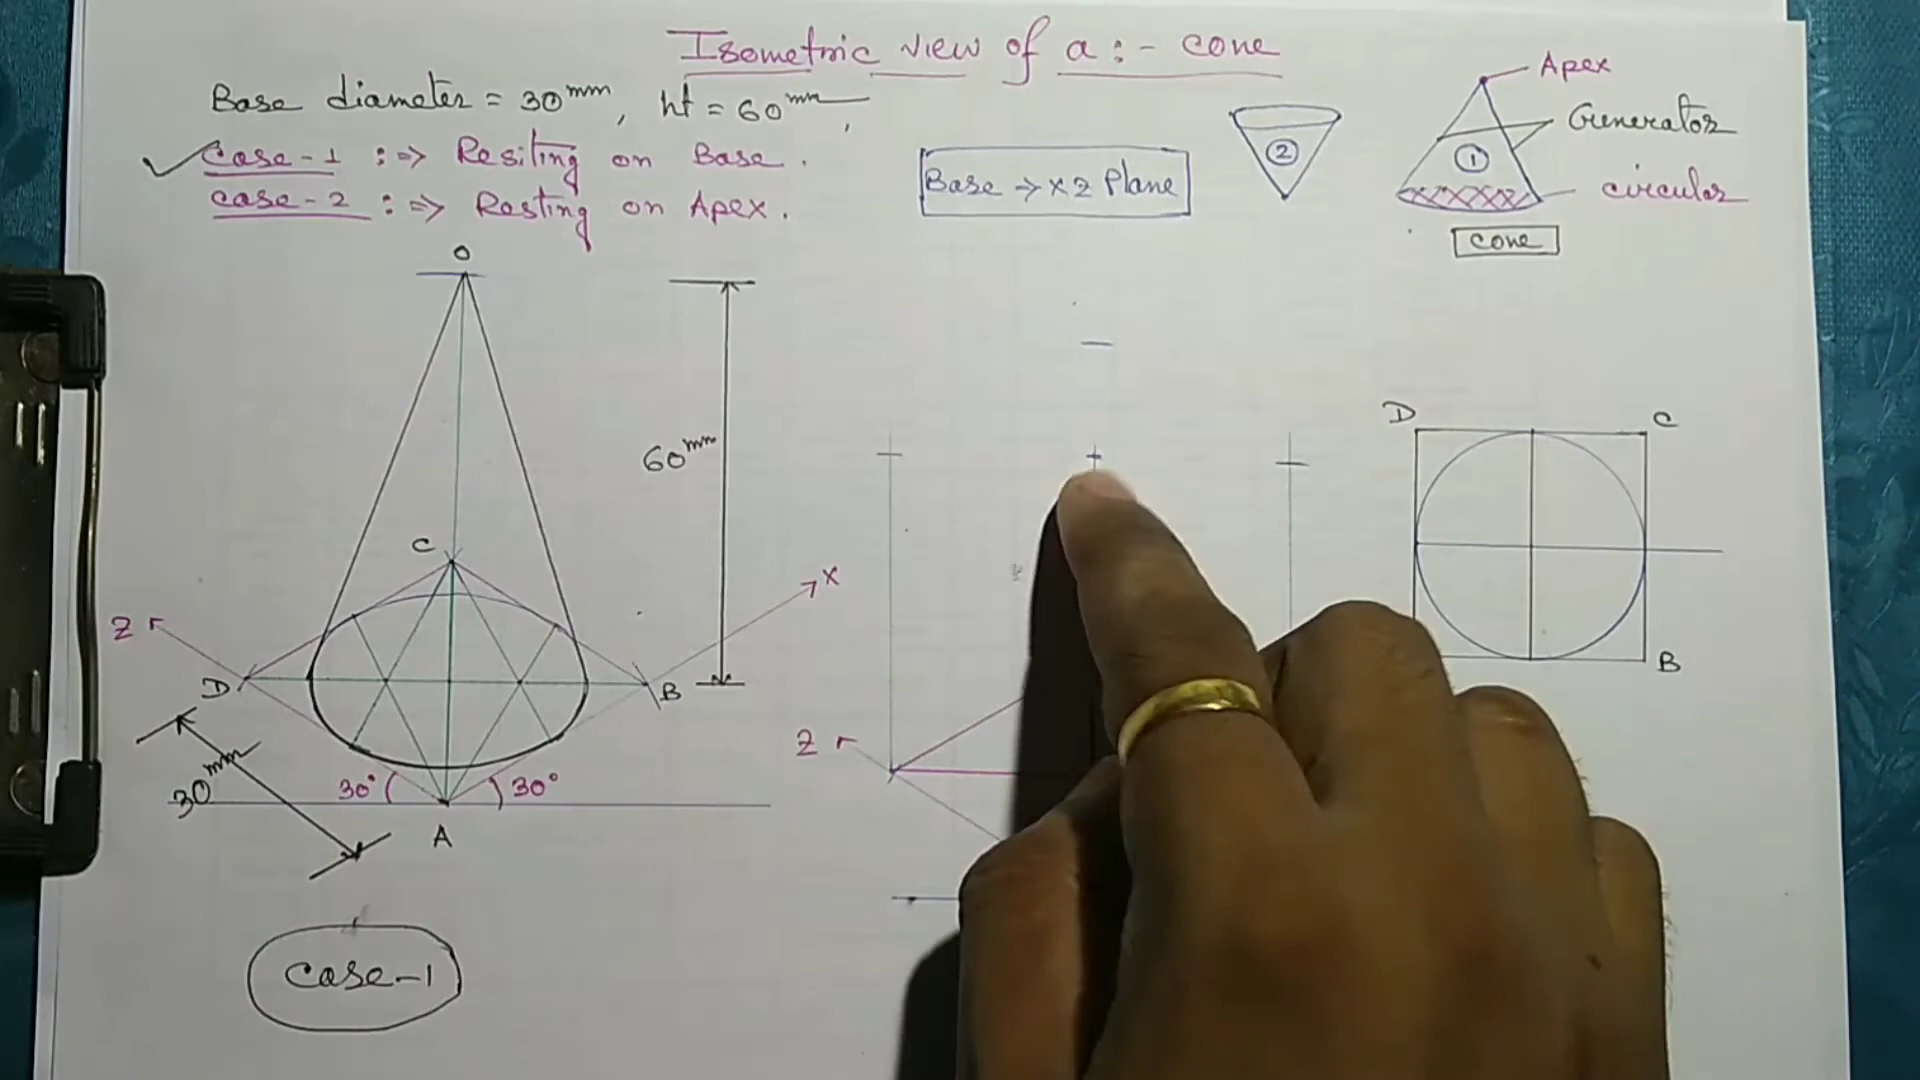 Isometric view of a :- cone
Base diameter = 30mm, ht = 60mm,
Case-1 :⇒ Resiting on Base.
case-2 :⇒ Resting on Apex.
Base → xz Plane
②
①
Apex
Generator
circular
cone
O
60mm
C
X
Z
D
B
30mm
30°
30°
A
case-1
Z
D
C
B